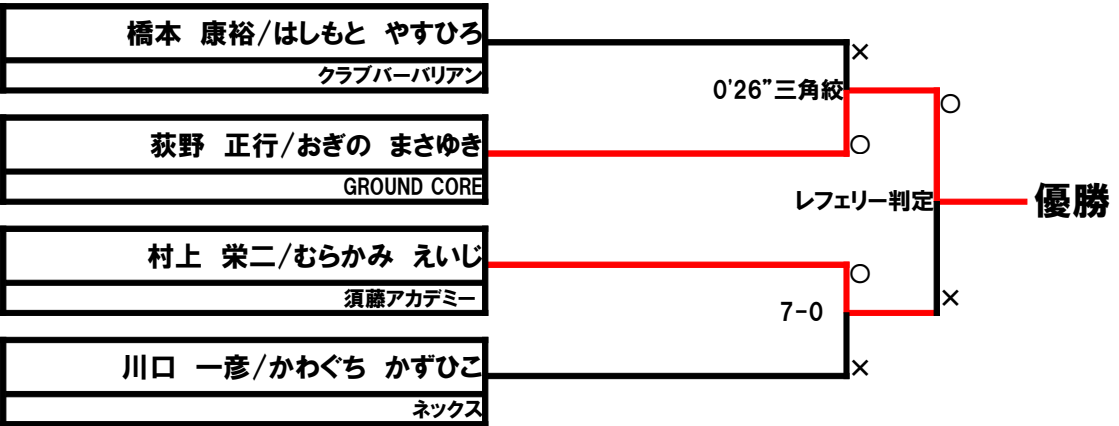 橋本 康裕/はしもと やすひろ
クラブバーバリアン
×
0'26”三角絞
○
荻野 正行/おぎの まさゆき
○
GROUND CORE
レフェリー判定
優勝
村上 栄二/むらかみ えいじ
○
須藤アカデミー
×
7-0
川口 一彦/かわぐち かずひこ
×
ネックス